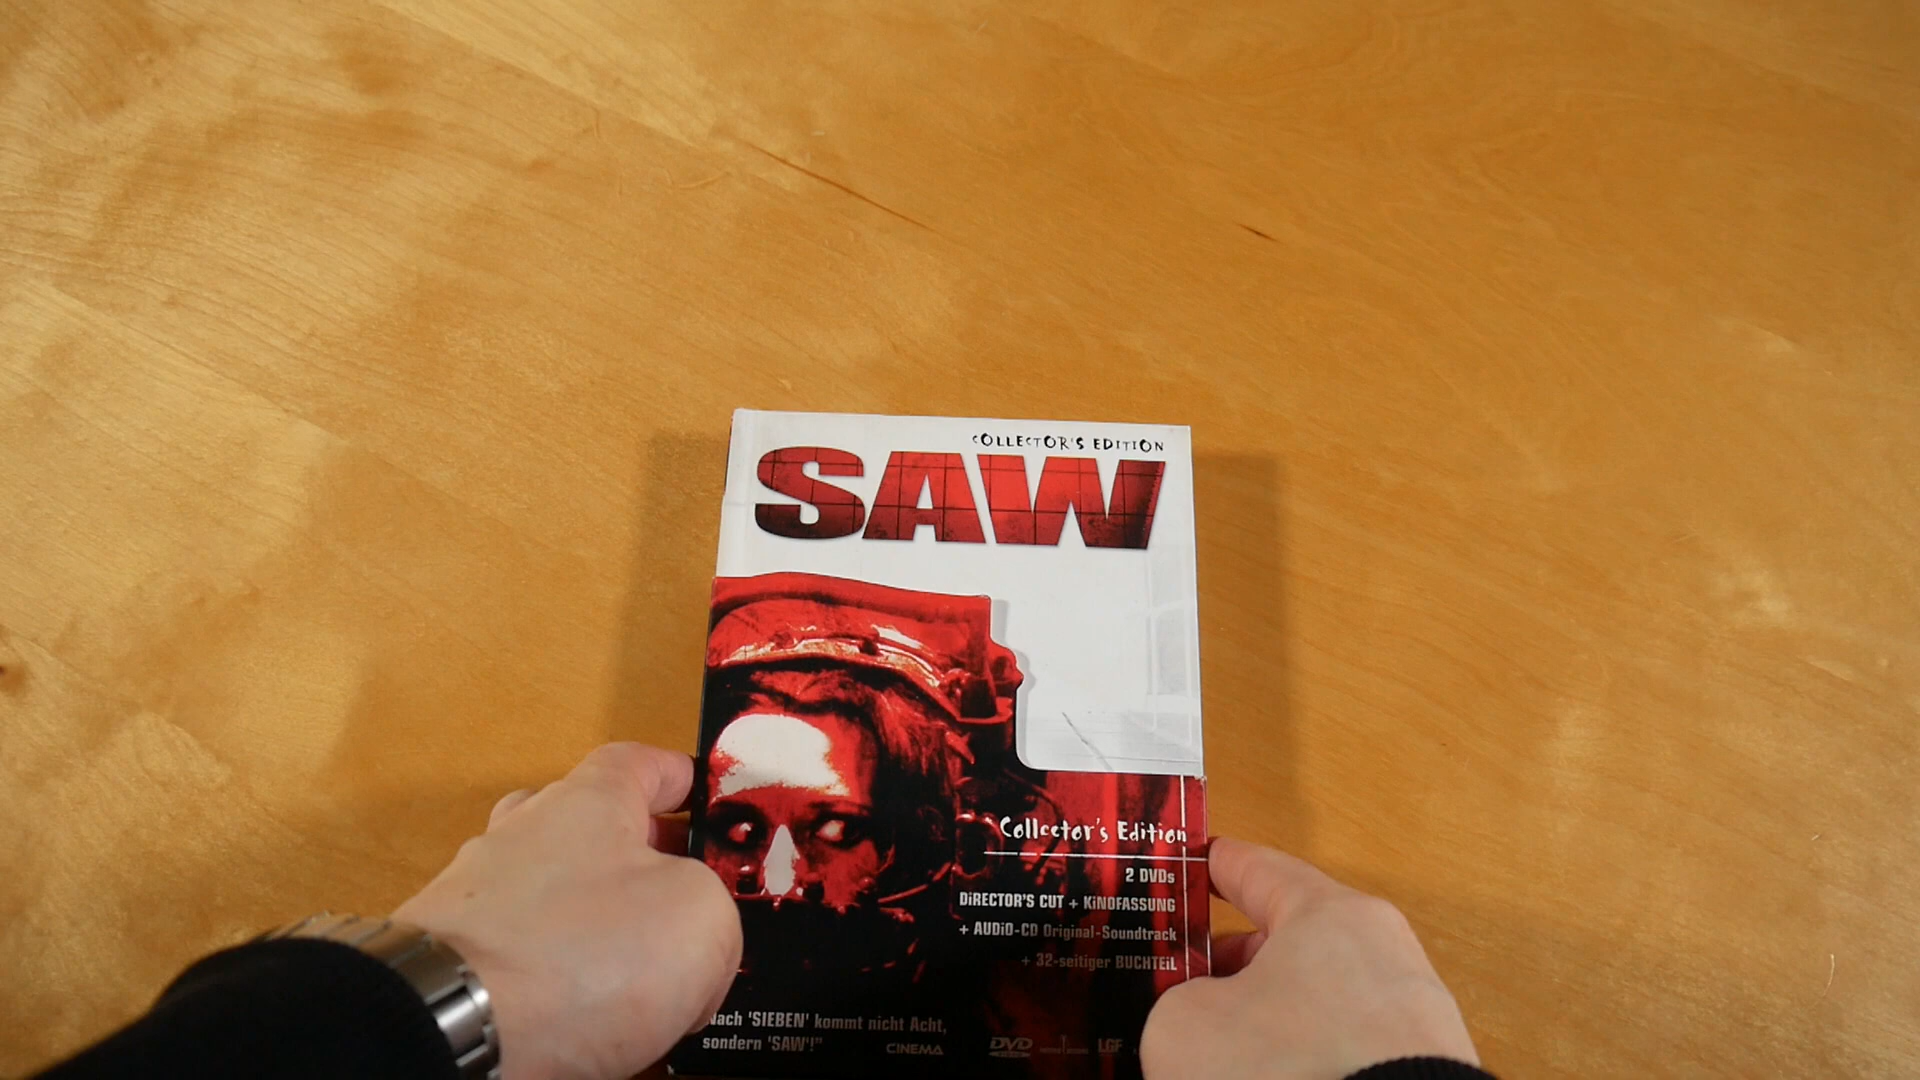 COLLECTOR'S EDITION
SAW
Collector's Edition
2 DVDs
DiRECTOR'S CUT + KiNOFASSUNG
+ AUDiO-CD Original-Soundtrack
+ 32-seitiger BUCHTEiL
Nach 'SIEBEN' kommt nicht Acht,
sondern 'SAW'!"
CINEMA
DVD
VIDEO
LGF